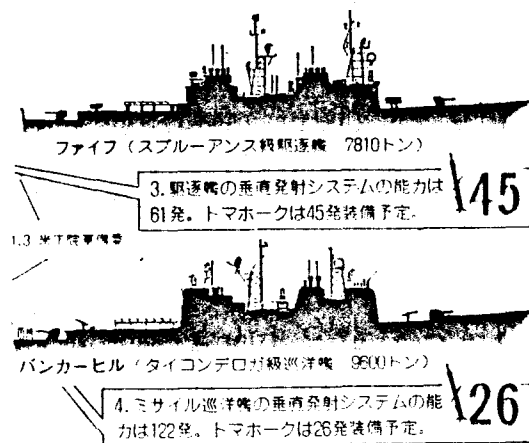 ファイフ(スプルーアンス級駆逐艦 7810トン)
3.駆逐艦の垂直発射システムの能力は
61発。トマホークは45発装備予定。
45
1.3
バンカーヒル(タイコンデロガ級巡洋艦 9600トン)
4.ミサイル巡洋艦の垂直発射システムの能
力は122発。トマホークは26発装備予定。
26